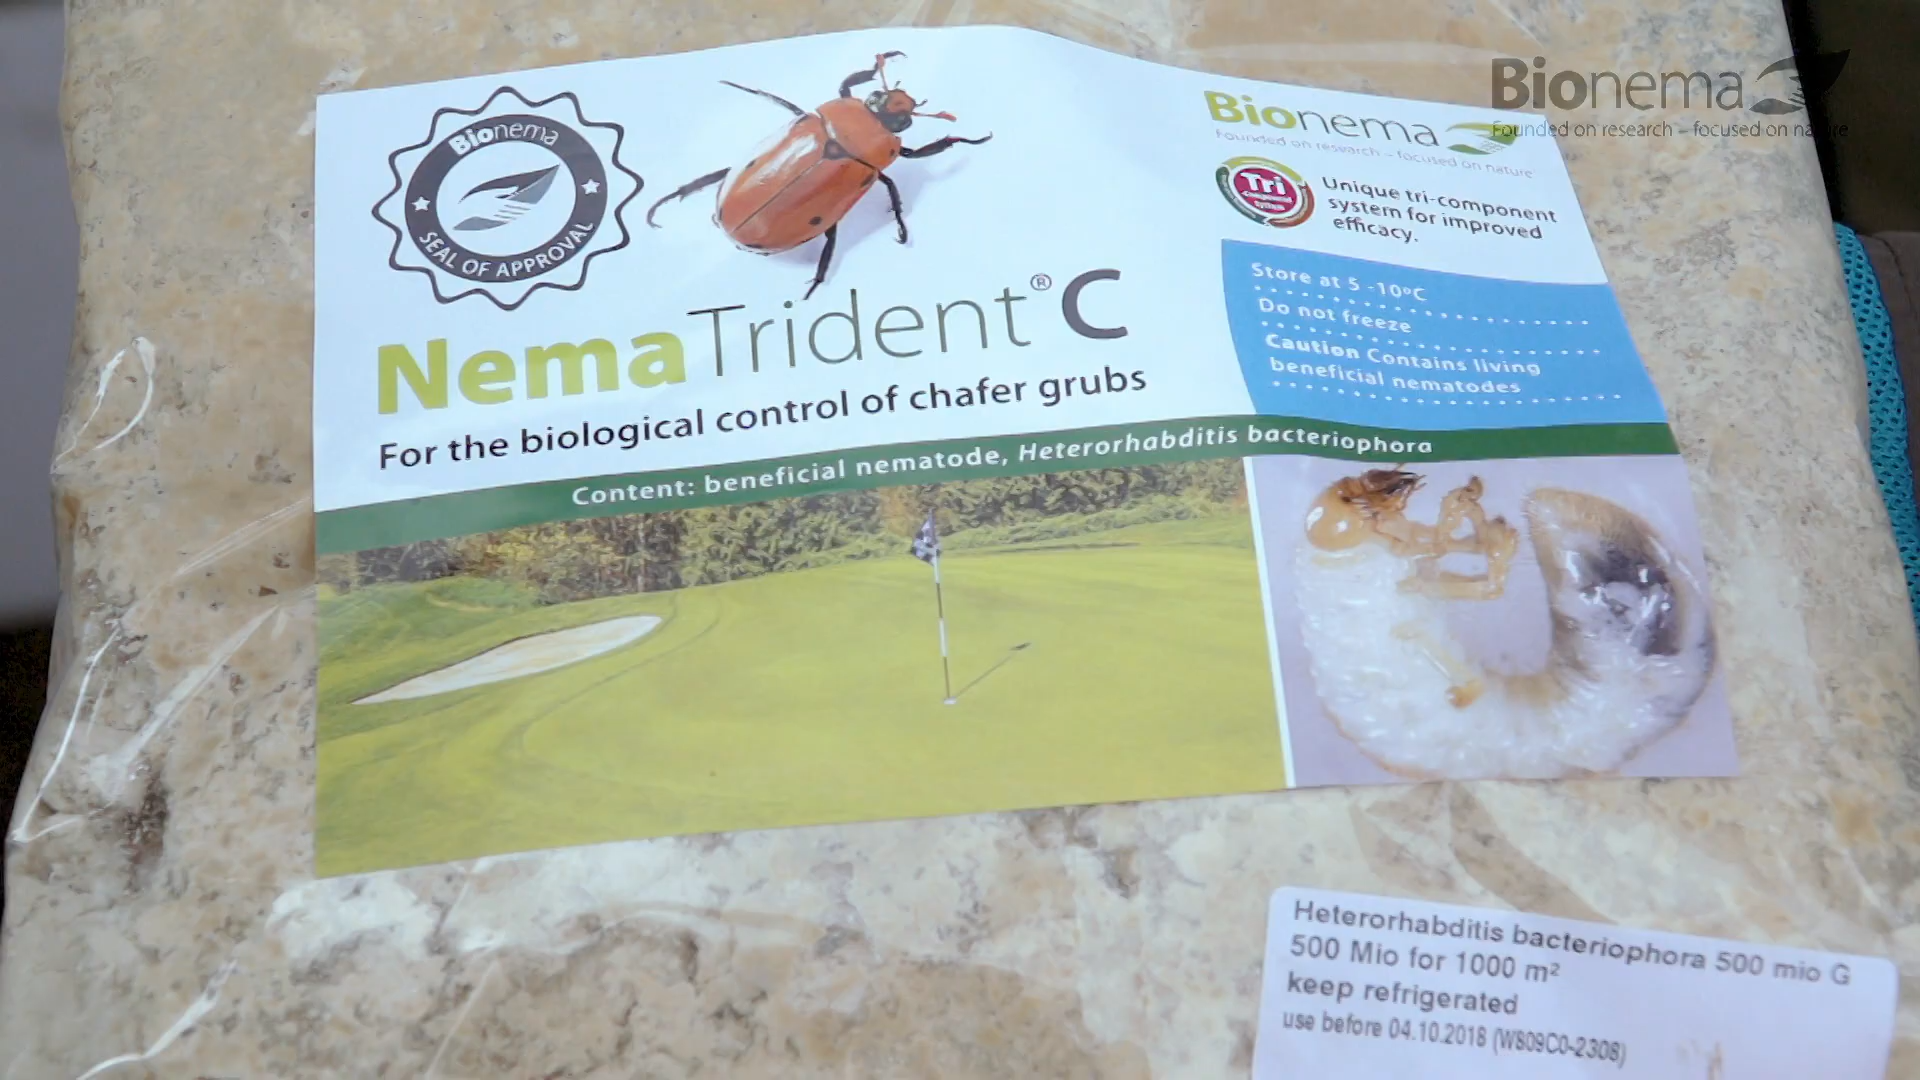 Bionema
Founded on research – focused on nature
Bionema
SEAL OF APPROVAL
Bionema
Founded on research – focused on nature
Tri
Unique tri-component
system for improved
efficacy.
NemaTrident® C
For the biological control of chafer grubs
Store at 5 -10ºC
Do not freeze
Caution Contains living
beneficial nematodes
Content: beneficial nematode, Heterorhabditis bacteriophora
Heterorhabditis bacteriophora 500 mio G
500 Mio for 1000 m²
keep refrigerated
use before 04.10.2018 (W809C0-2308)